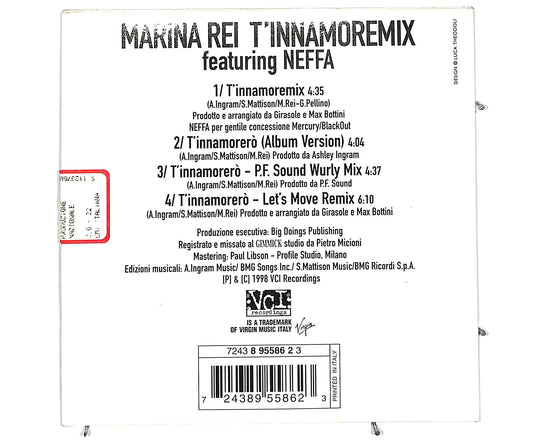 MARINA REI T'INNAMOREMIX
featuring NEFFA
DESIGN © LUCA THEODOLI
1/ T'innamoremix 4:35
(A.Ingram/S.Mattison/M.Rei-G.Pellino)
Prodotto e arrangiato da Girasole e Max Bottini
NEFFA per gentile concessione Mercury/BlackOut
2/ T'innamorerò (Album Version) 4:04
(A.Ingram/S.Mattison/M.Rei) Prodotto da Ashley Ingram
3/ T'innamorerò - P.F. Sound Wurly Mix 4:37
(A.Ingram/S.Mattison/M.Rei) Prodotto da P.F. Sound
4/ T'innamorerò - Let's Move Remix 6:10
(A.Ingram/S.Mattison/M.Rei) Prodotto e arrangiato da Girasole e Max Bottini
NAZIONALE
Produzione esecutiva: Big Doings Publishing
Registrato e missato al GIMMICK studio da Pietro Micioni
Mastering: Paul Libson - Profile Studio, Milano
Edizioni musicali: A.Ingram Music/ BMG Songs Inc./ S.Mattison Music/BMG Ricordi S.p.A.
(P) & (C) 1998 VCI Recordings
VCI
recordings
IS A TRADEMARK
OF VIRGIN MUSIC ITALY
Virgin
7243 8 95586 2 3
7 24389 55862 3
PRINTED IN ITALY